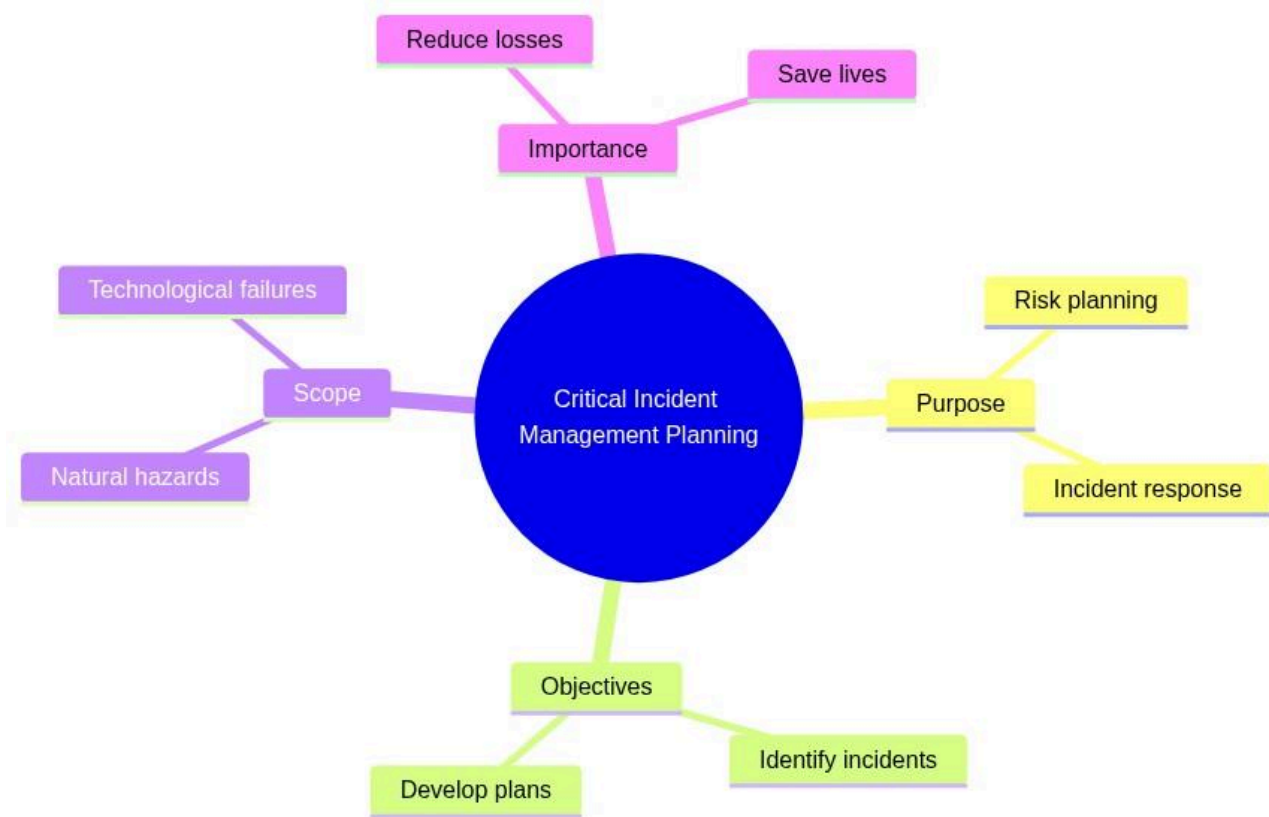 Reduce losses
Save lives
Importance
Technological failures
Risk planning
Scope
Critical Incident
Management Planning
Purpose
Natural hazards
Incident response
Objectives
Identify incidents
Develop plans